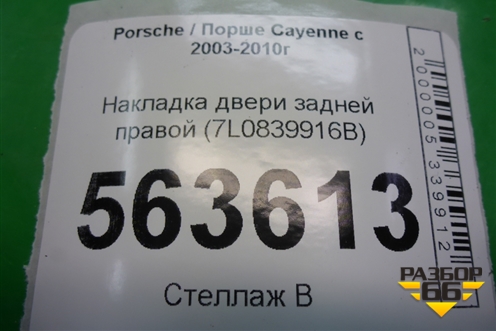 Porsche / Порше Cayenne с
2003-2010г
Накладка двери задней
правой (7L0839916B)
563613
Стеллаж В
2000005339912
РАЗБОР
66